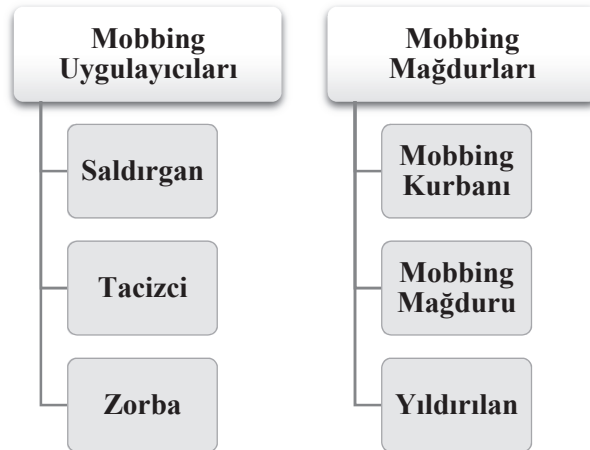 Mobbing
Uygulayıcıları
Saldırgan
Tacizci
Zorba
Mobbing
Mağdurları
Mobbing
Kurbanı
Mobbing
Mağduru
Yıldırılan